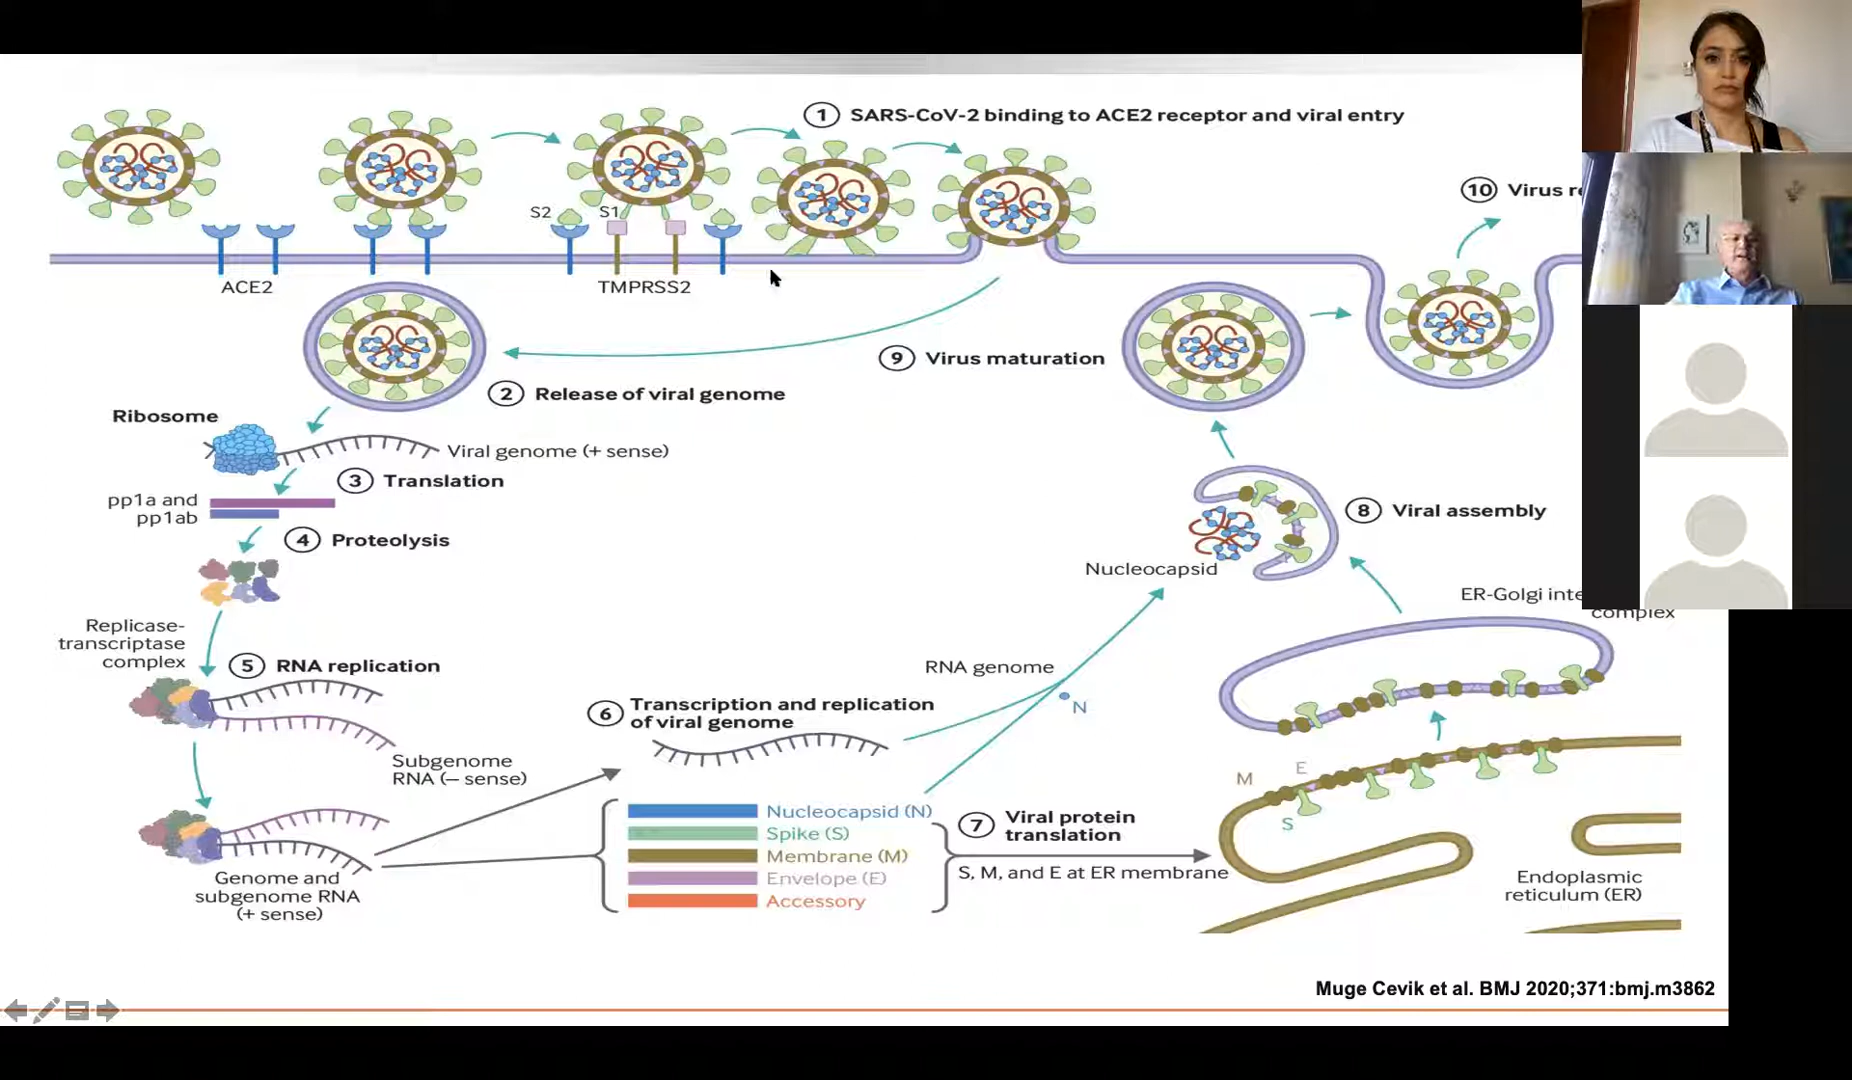 1 SARS-CoV-2 binding to ACE2 receptor and viral entry
10 Virus
S2
S1
ACE2
TMPRSS2
9 Virus maturation
2 Release of viral genome
Ribosome
Viral genome (+ sense)
3 Translation
pp1a and
pp1ab
4 Proteolysis
8 Viral assembly
Nucleocapsid
ER-Golgi
complex
Replicase-
transcriptase
complex
5 RNA replication
RNA genome
N
6 Transcription and replication
of viral genome
Subgenome
RNA (– sense)
M
E
S
Nucleocapsid (N)
Spike (S)
Membrane (M)
Envelope (E)
Accessory
7 Viral protein
translation
S, M, and E at ER membrane
Genome and
subgenome RNA
(+ sense)
Endoplasmic
reticulum (ER)
Muge Cevik et al. BMJ 2020;371:bmj.m3862